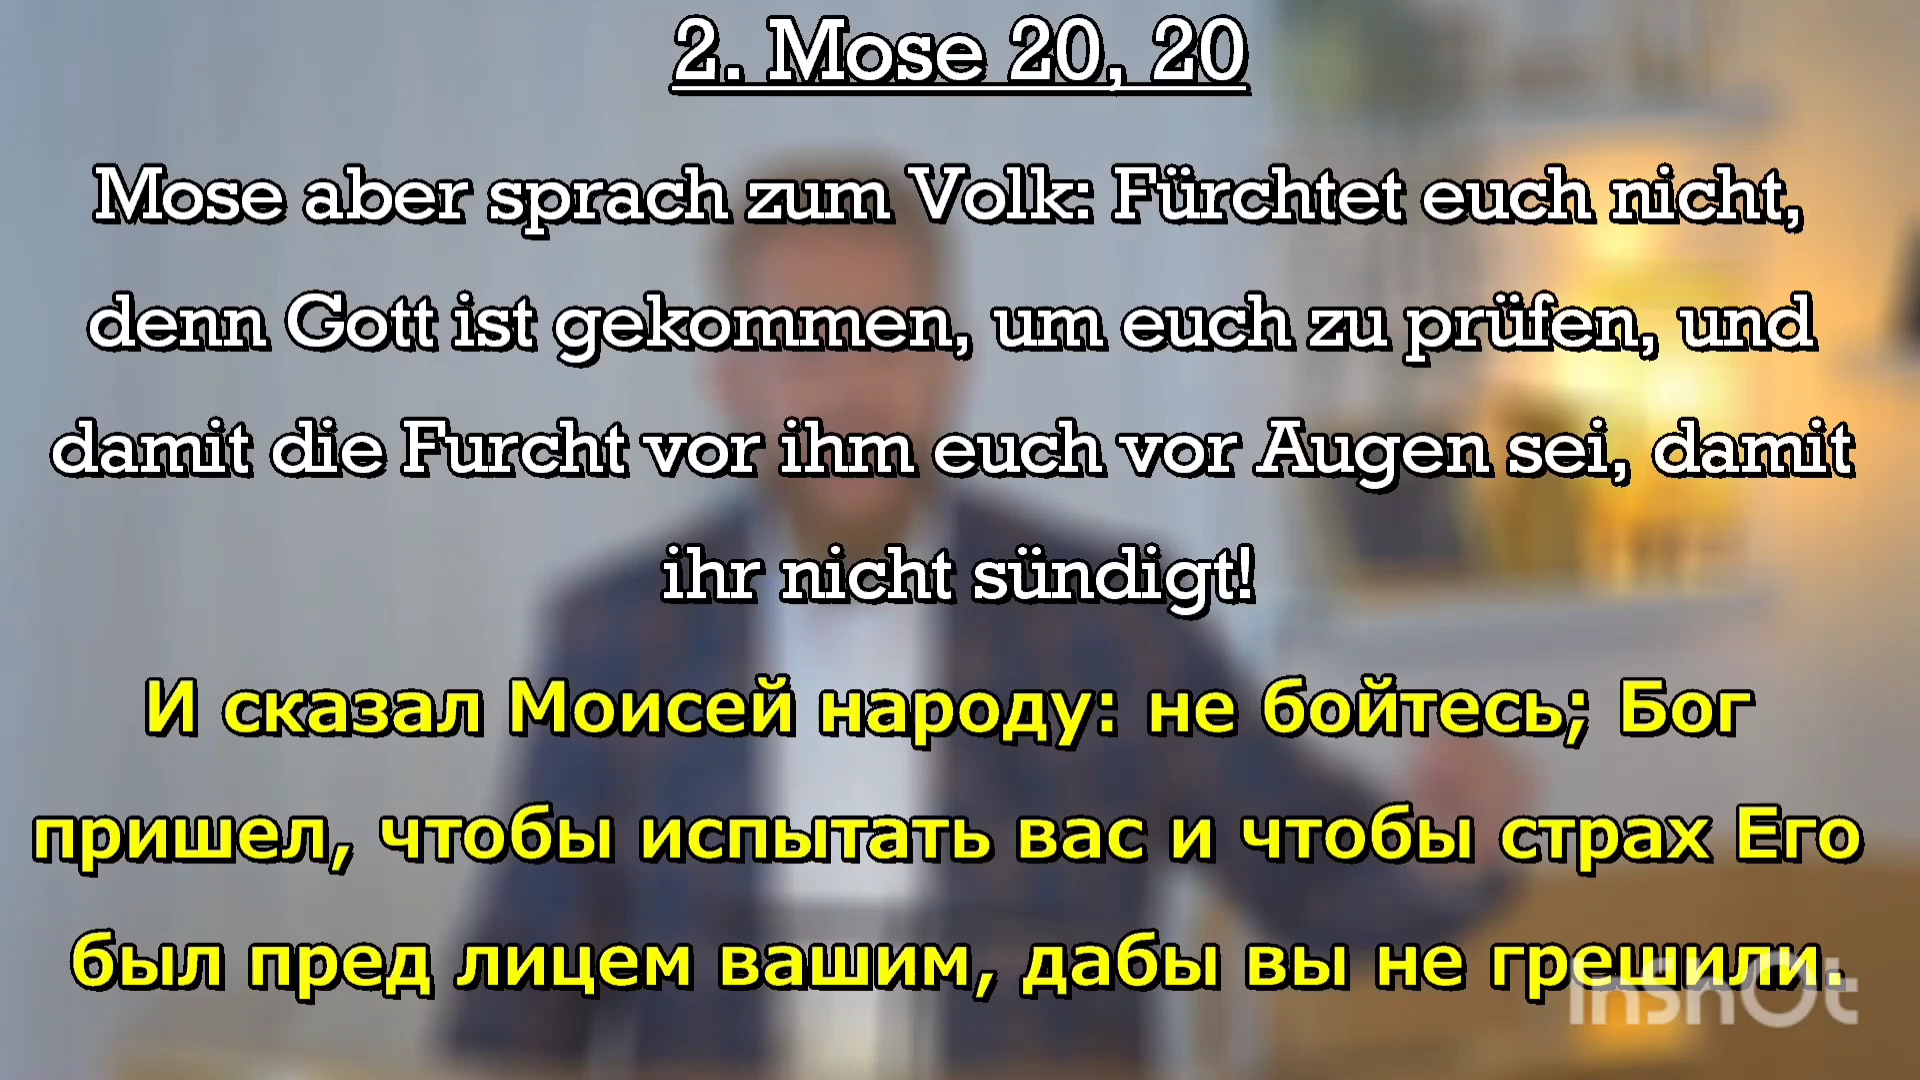 2. Mose 20, 20
Mose aber sprach zum Volk: Fürchtet euch nicht,
denn Gott ist gekommen, um euch zu prüfen, und
damit die Furcht vor ihm euch vor Augen sei, damit
ihr nicht sündigt!
И сказал Моисей народу: не бойтесь; Бог
пришел, чтобы испытать вас и чтобы страх Его
был пред лицем вашим, дабы вы не грешили.
InShOt